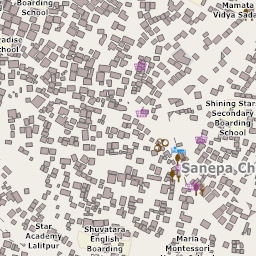 Boarding
School
Mamata
Vidya Sada
radise
chool
Shining Star
Secondary
Boarding
School
Sanepa Ch
Star
Academy
Lalitpur
Shuvatara
English
Boarding
Maria
Montessori